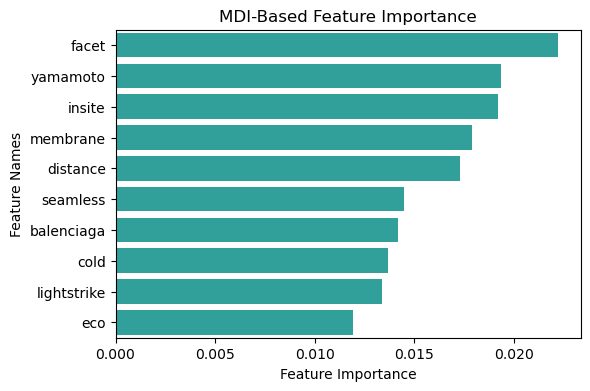 MDI-Based Feature Importance
Feature Names
facet
yamamoto
insite
membrane
distance
seamless
balenciaga
cold
lightstrike
eco
0.000 0.005 0.010 0.015 0.020
Feature Importance